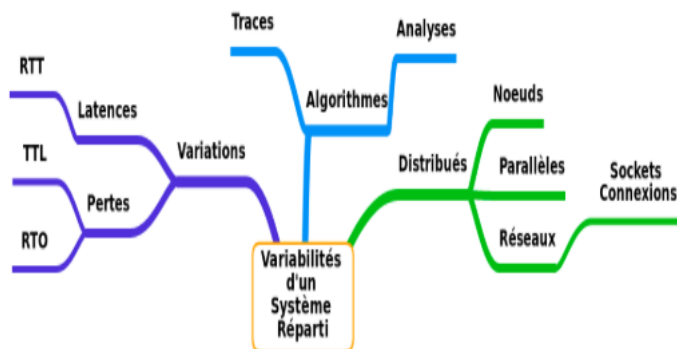 Traces
Analyses
RTT
Latences
Algorithmes
Noeuds
TTL
Variations
Distribués
Parallèles
Sockets
Connexions
Pertes
RTO
Réseaux
Variabilités
d'un
Système
Réparti